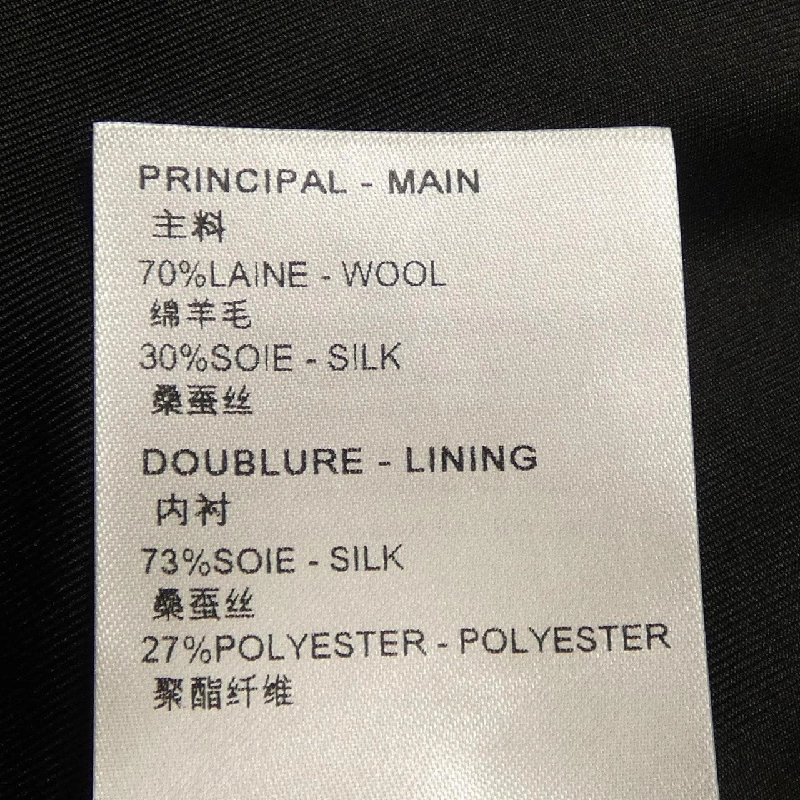 PRINCIPAL - MAIN
主料
70%LAINE - WOOL
绵羊毛
30%SOIE - SILK
桑蚕丝
DOUBLURE - LINING
内衬
73%SOIE - SILK
桑蚕丝
27%POLYESTER - POLYESTER
聚酯纤维